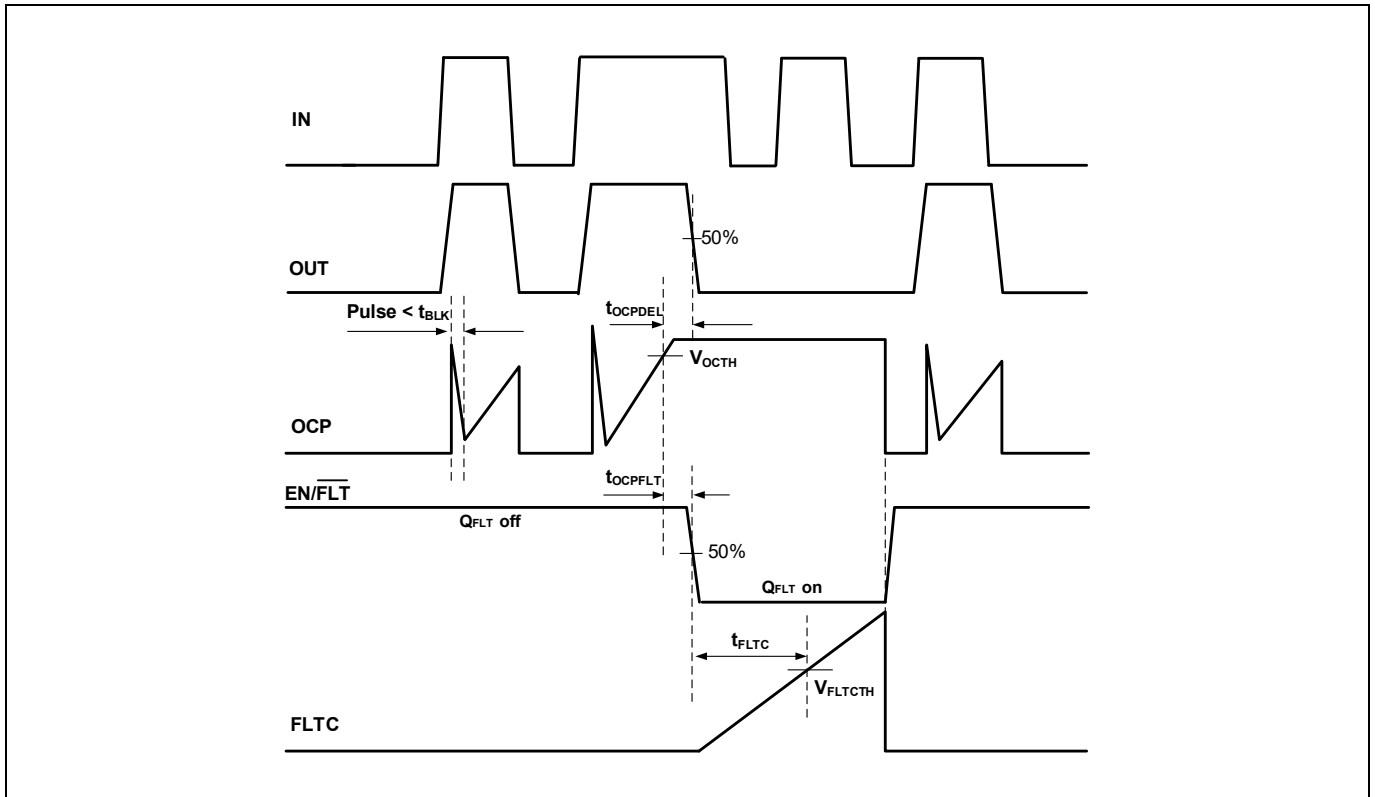 IN
50%
OUT
Pulse < tBLK
tOCPDEL
VOCTH
OCP
tOCPFLT
EN/FLT
QFLT off
50%
QFLT on
tFLTC
VFLTCTH
FLTC